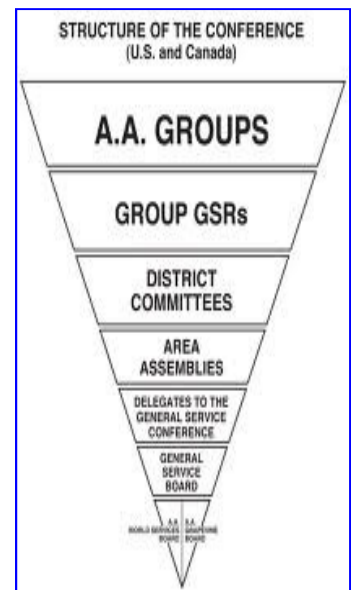 STRUCTURE OF THE CONFERENCE
(U.S. and Canada)
A.A. GROUPS
GROUP GSRs
DISTRICT
COMMITTEES
AREA
ASSEMBLIES
DELEGATES TO THE
GENERAL SERVICE
CONFERENCE
GENERAL
SERVICE
BOARD
A.A.
WORLD SERVICES
BOARD
A.A.
GRAPEVINE
BOARD